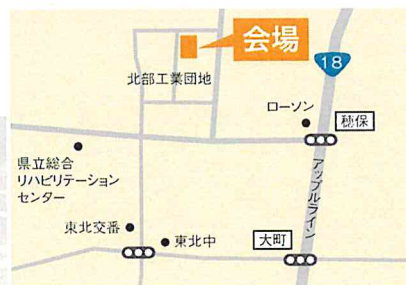 会場
18
北部工業団地
ローソン
穂保
県立総合
リハビリテーション
センター
アップルライン
東北交番
東北中
大町